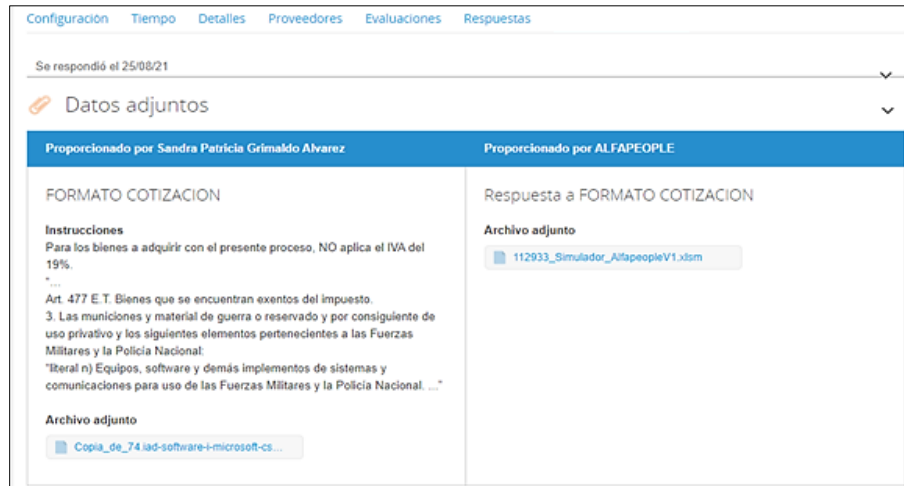 Configuración Tiempo Detalles Proveedores Evaluaciones Respuestas
Se respondió el 25/08/21
Datos adjuntos
Proporcionado por Sandra Patricia Grimaldo Alvarez
Proporcionado por ALFAPEOPLE
FORMATO COTIZACION
Instrucciones
Para los bienes a adquirir con el presente proceso, NO aplica el IVA del
19%.
"...
Art. 477 E.T. Bienes que se encuentran exentos del impuesto.
3. Las municiones y material de guerra o reservado y por consiguiente de
uso privativo y los siguientes elementos pertenecientes a las Fuerzas
Militares y la Policía Nacional:
"literal n) Equipos, software y demás implementos de sistemas y
comunicaciones para uso de las Fuerzas Militares y la Policía Nacional. ..."
Archivo adjunto
Copia_de_74.iad-software-i-microsoft-cs...
Respuesta a FORMATO COTIZACION
Archivo adjunto
112933_Simulador_AlfapeopleV1.xlsm